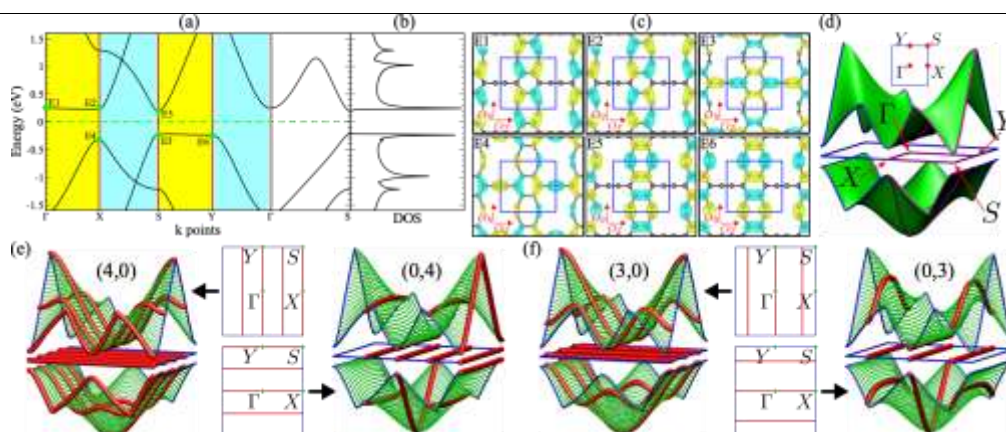 (a)
(b)
(c)
(d)
1.5
1
0.5
0
-0.5
-1
-1.5
Energy (eV)
E1
E2
E5
E4
E3
E6
Γ
X
S
Y
Γ
S
k points
DOS
E1
E2
E3
E4
E5
E6
Y
S
Γ
X
Γ
Y
X
S
(e)
(4,0)
Y
S
Γ
X
Y
S
Γ
X
(0,4)
(f)
(3,0)
Y
S
Γ
X
Y
S
Γ
X
(0,3)